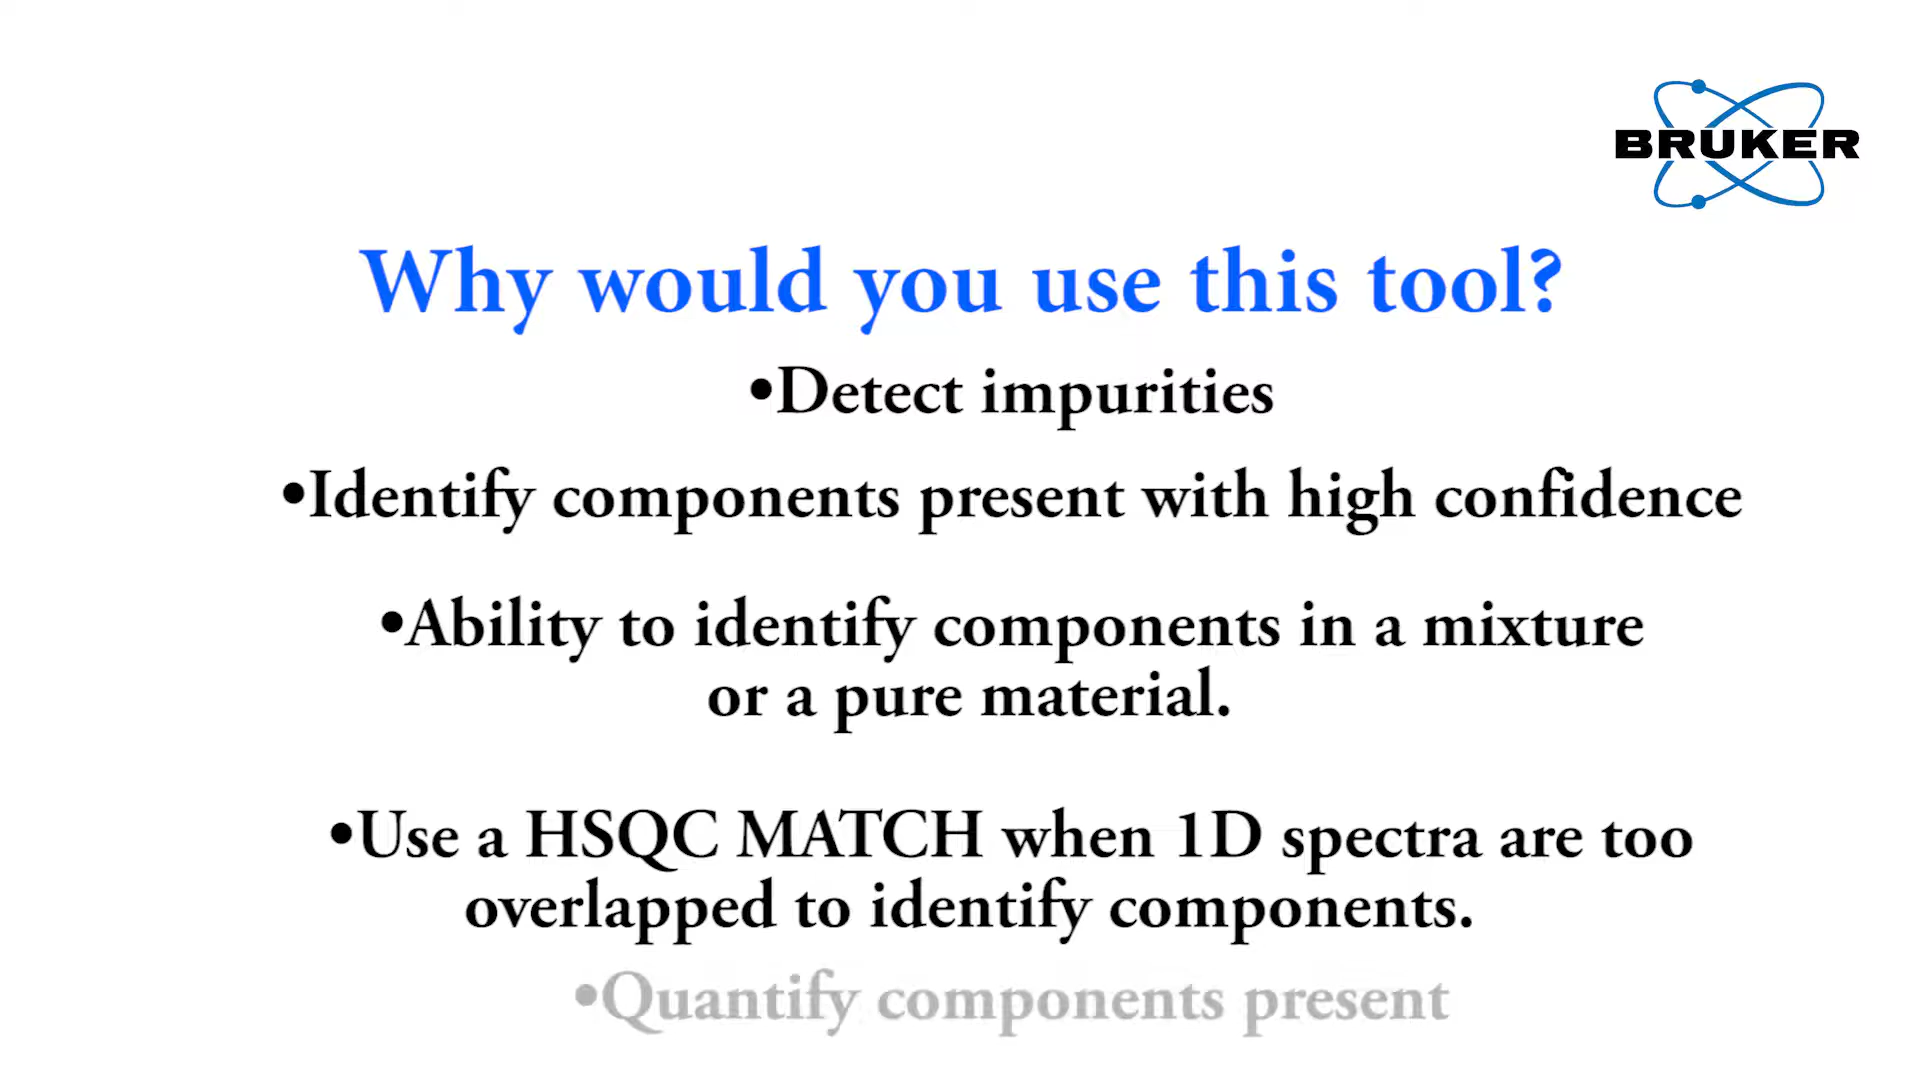 BRUKER
Why would you use this tool?
•Detect impurities
•Identify components present with high confidence
•Ability to identify components in a mixture
or a pure material.
•Use a HSQC MATCH when 1D spectra are too
overlapped to identify components.
•Quantify components present